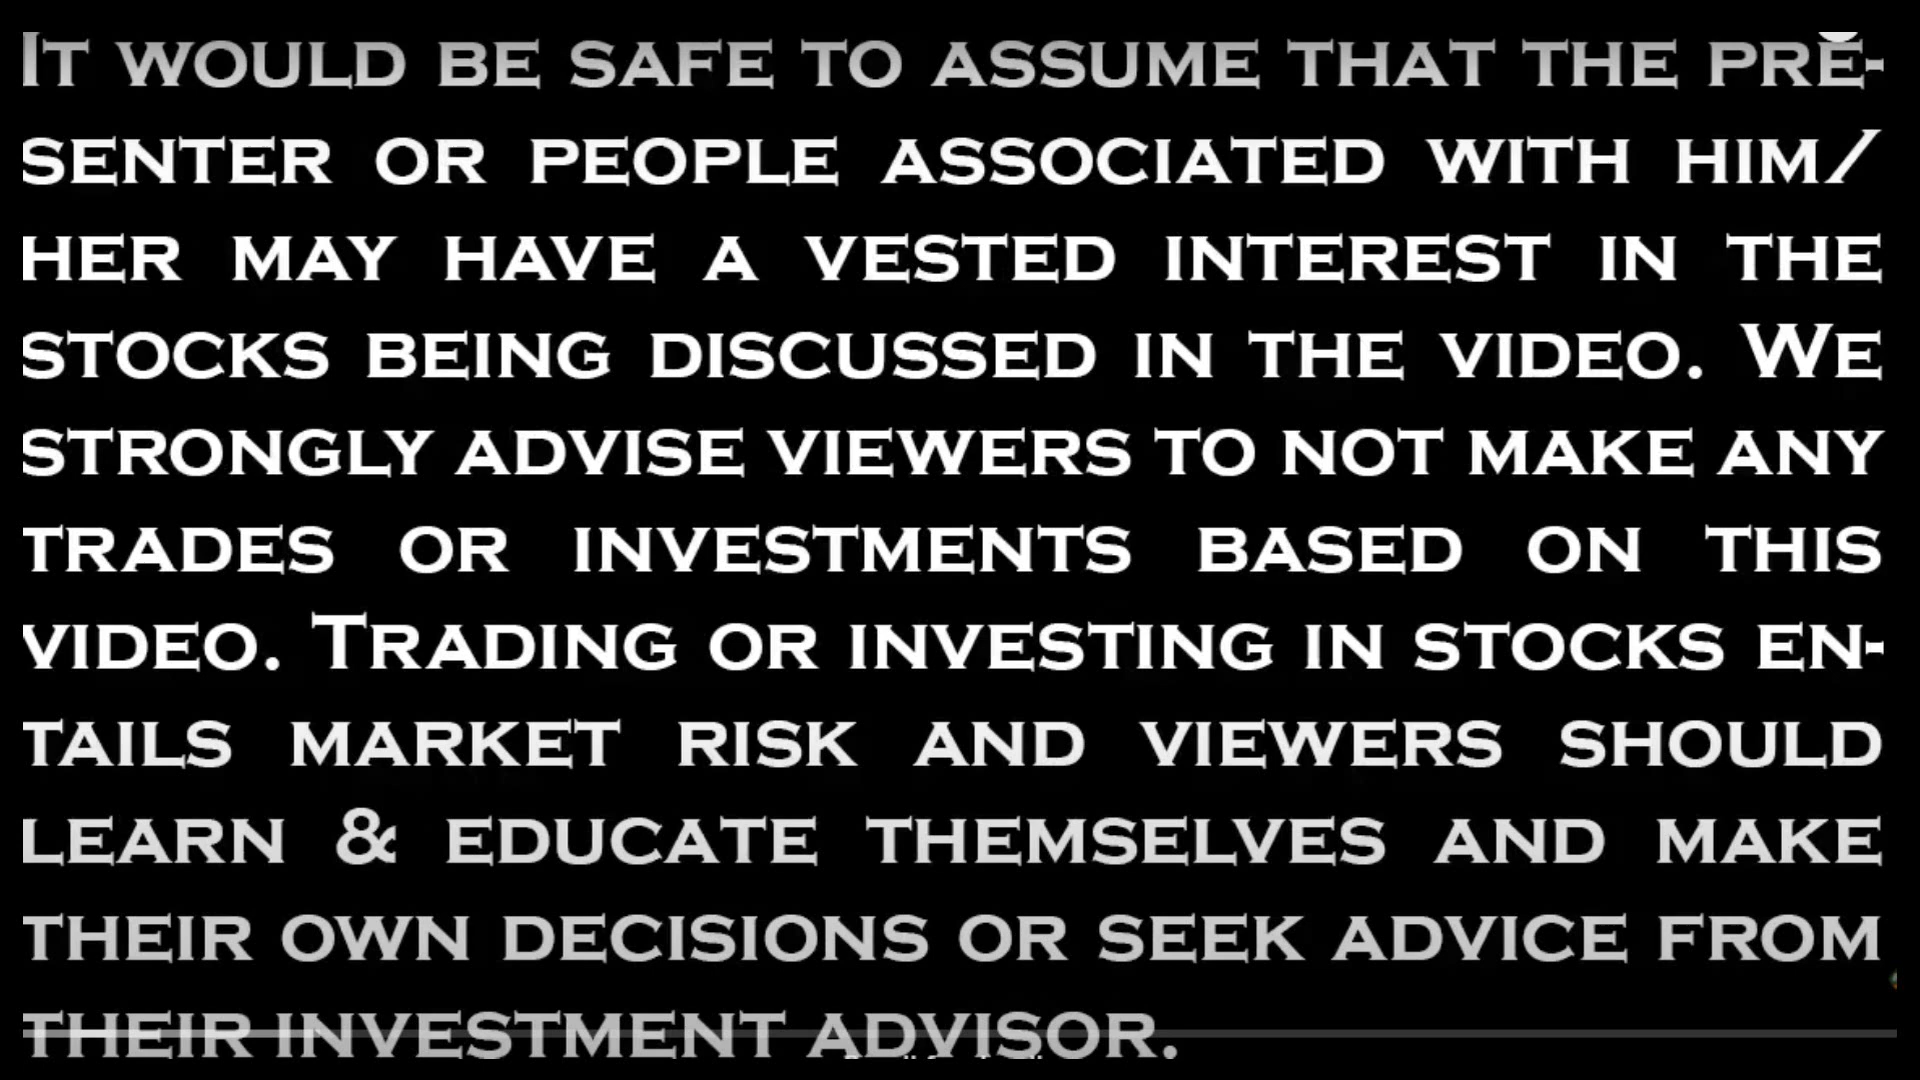 It would be safe to assume that the pre-
senter or people associated with him/
her may have a vested interest in the
stocks being discussed in the video. We
strongly advise viewers to not make any
trades or investments based on this
video. Trading or investing in stocks en-
tails market risk and viewers should
learn & educate themselves and make
their own decisions or seek advice from
their investment advisor.